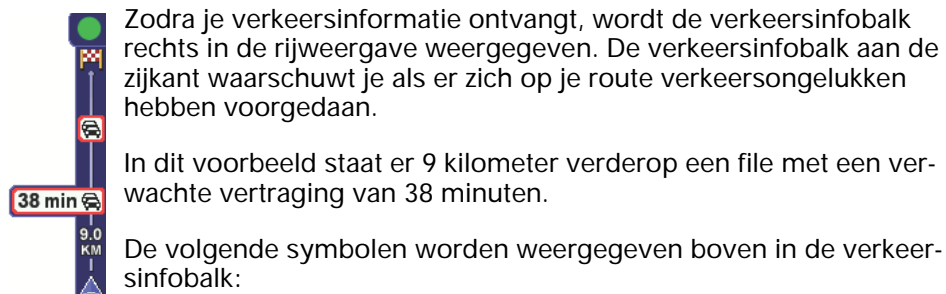 Zodra je verkeersinformatie ontvangt, wordt de verkeersinfobalk
rechts in de rijweergave weergegeven. De verkeersinfobalk aan de
zijkant waarschuwt je als er zich op je route verkeersongelukken
hebben voorgedaan.
In dit voorbeeld staat er 9 kilometer verderop een file met een ver-
wachte vertraging van 38 minuten.
De volgende symbolen worden weergegeven boven in de verkeer-
sinfobalk:
38 min
9.0
KM